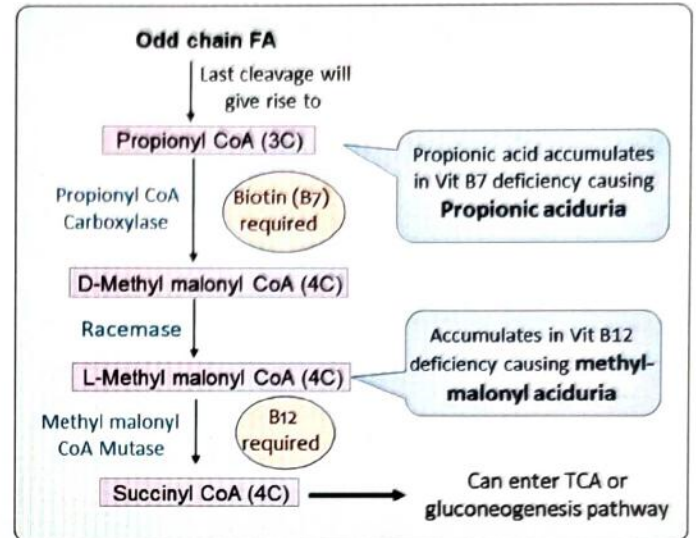 Odd chain FA
Last cleavage will
give rise to
Propionyl CoA (3C)
Propionic acid accumulates
in Vit B7 deficiency causing
Propionic aciduria
Propionyl CoA
Carboxylase
Biotin (B7)
required
D-Methyl malonyl CoA (4C)
Racemase
L-Methyl malonyl CoA (4C)
Accumulates in Vit B12
deficiency causing methyl-
malonyl aciduria
Methyl malonyl
CoA Mutase
B12
required
Succinyl CoA (4C)
Can enter TCA or
gluconeogenesis pathway